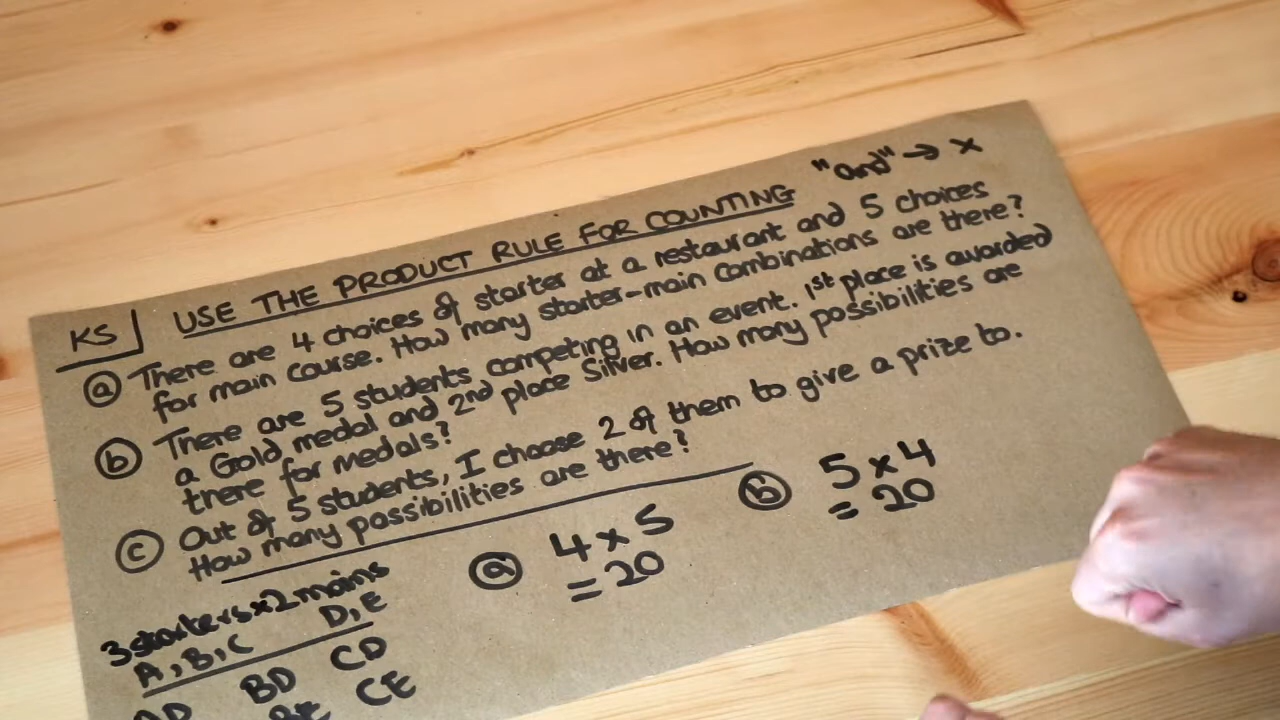 "and" → ×
KS USE THE PRODUCT RULE FOR COUNTING
(a) There are 4 choices of starter at a restaurant and 5 choices
for main course. How many starter-main combinations are there?
(b) There are 5 students competing in an event. 1st place is awarded
a Gold medal and 2nd place Silver. How many possibilities are
there for medals?
(c) Out of 5 students, I choose 2 of them to give a prize to.
How many possibilities are there?
3 starters × 2 mains
A, B, C D, E
AD BD CD
BE CE
(a) 4 × 5
= 20
(b) 5 × 4
= 20